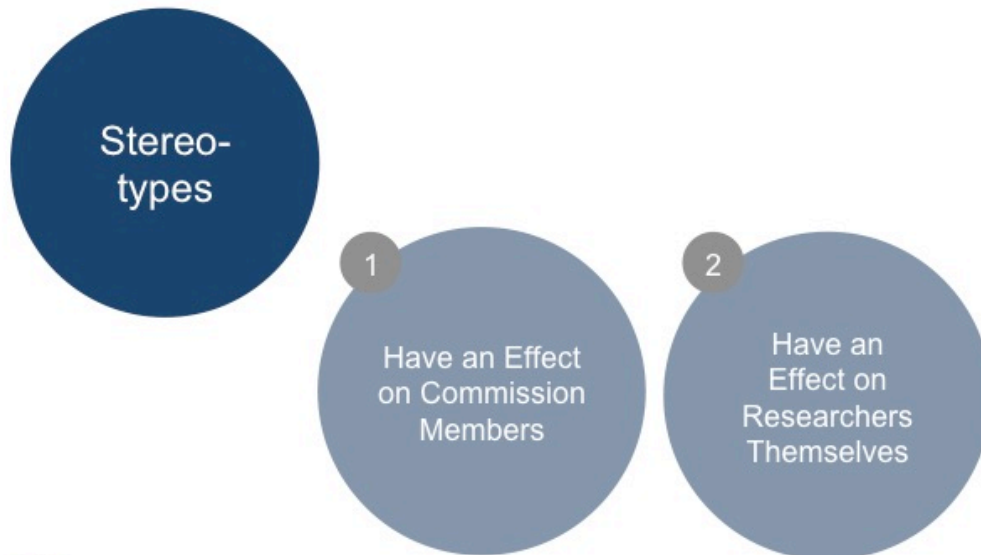 Stereo-
types
1
Have an Effect
on Commission
Members
2
Have an
Effect on
Researchers
Themselves